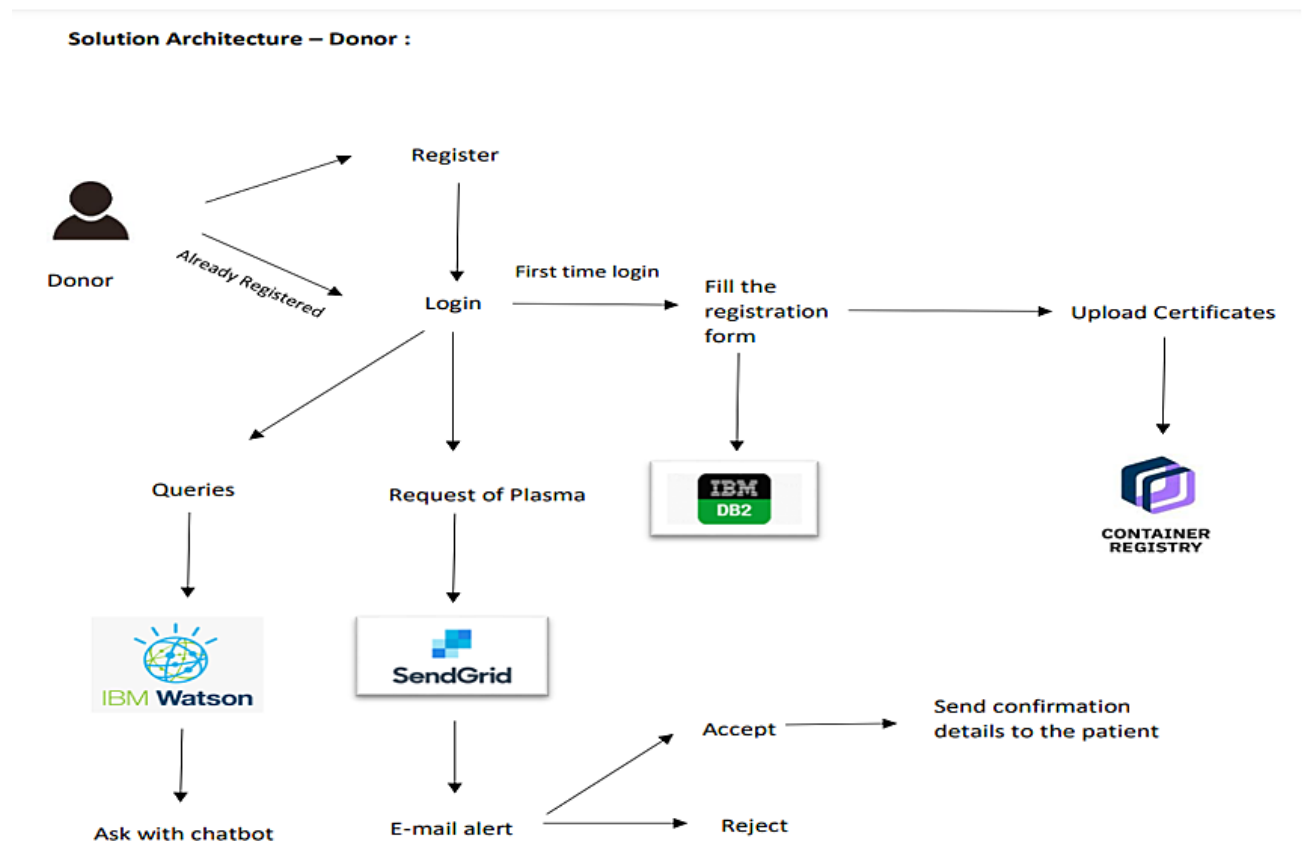 Solution Architecture – Donor :
Register
Donor
Already Registered
First time login
Login
Fill the
registration
form
Upload Certificates
Queries
Request of Plasma
IBM
DB2
CONTAINER
REGISTRY
IBM Watson
SendGrid
Send confirmation
details to the patient
Accept
Ask with chatbot
E-mail alert
Reject